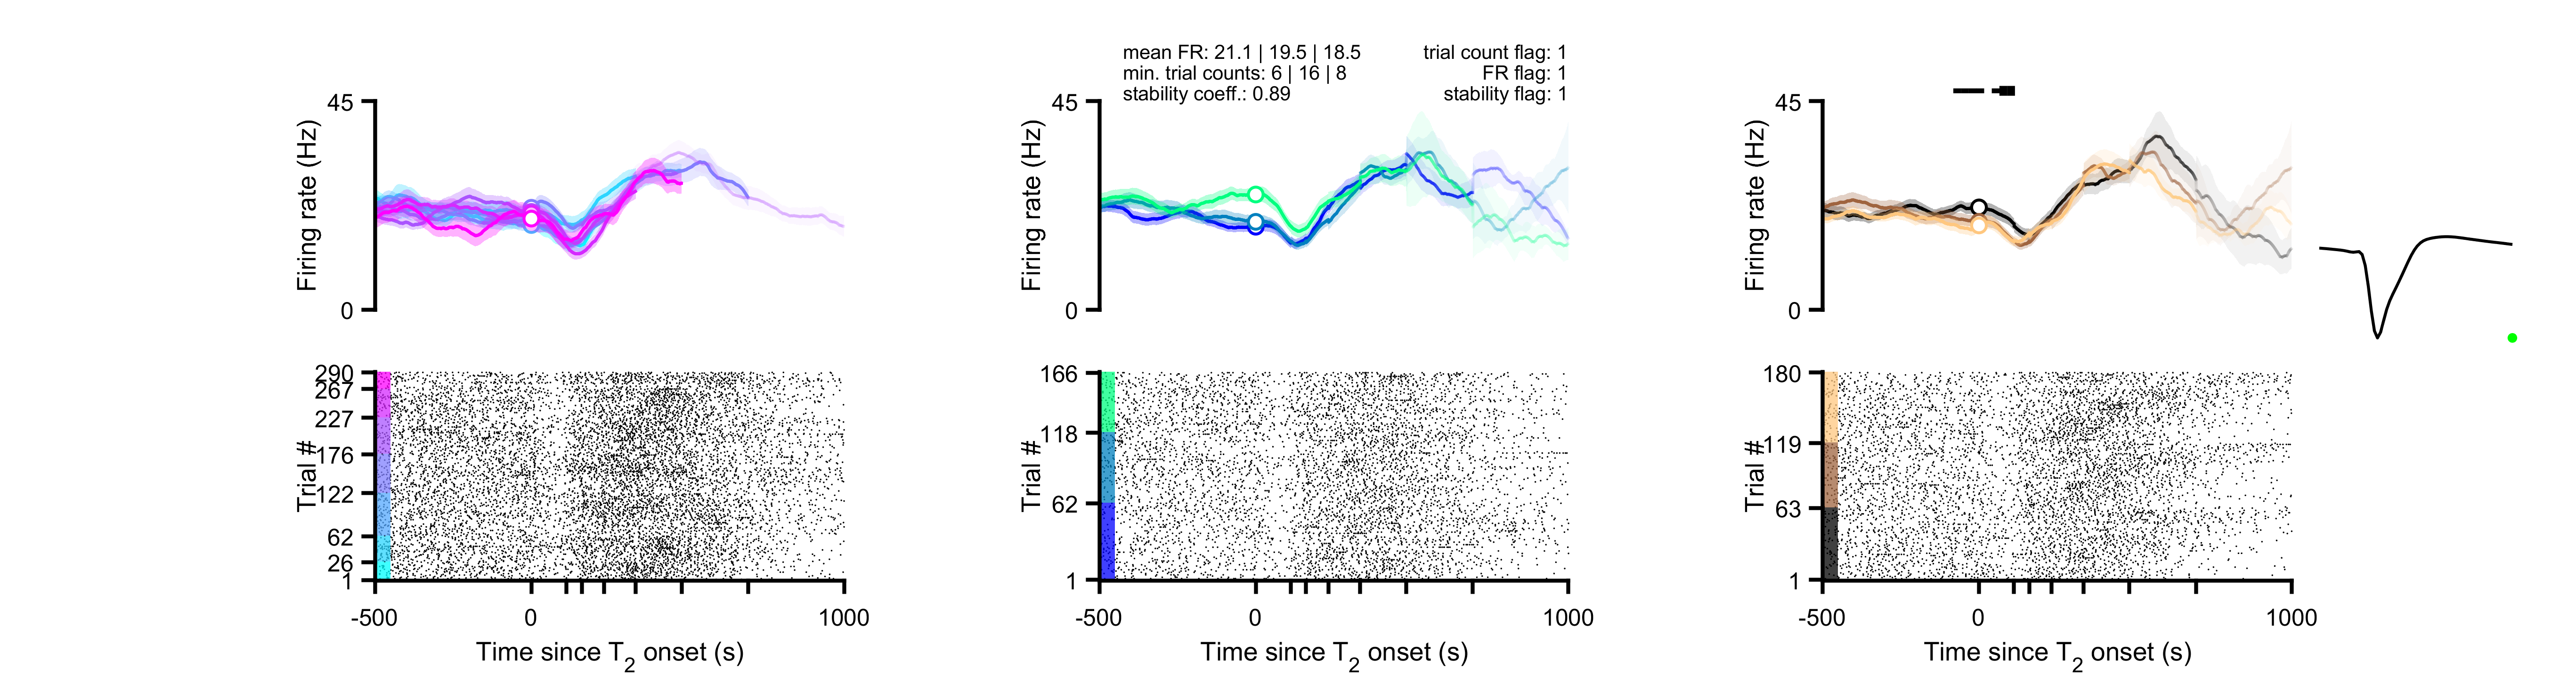 mean FR: 21.1 | 19.5 | 18.5
min. trial counts: 6 | 16 | 8
stability coeff.: 0.89
trial count flag: 1
FR flag: 1
stability flag: 1
45
Firing rate (Hz)
0
45
Firing rate (Hz)
0
45
Firing rate (Hz)
0
290
267
227
176
122
62
26
1
Trial #
-500
0
1000
Time since T2 onset (s)
166
118
62
1
Trial #
-500
0
1000
Time since T2 onset (s)
180
119
63
1
Trial #
-500
0
1000
Time since T2 onset (s)